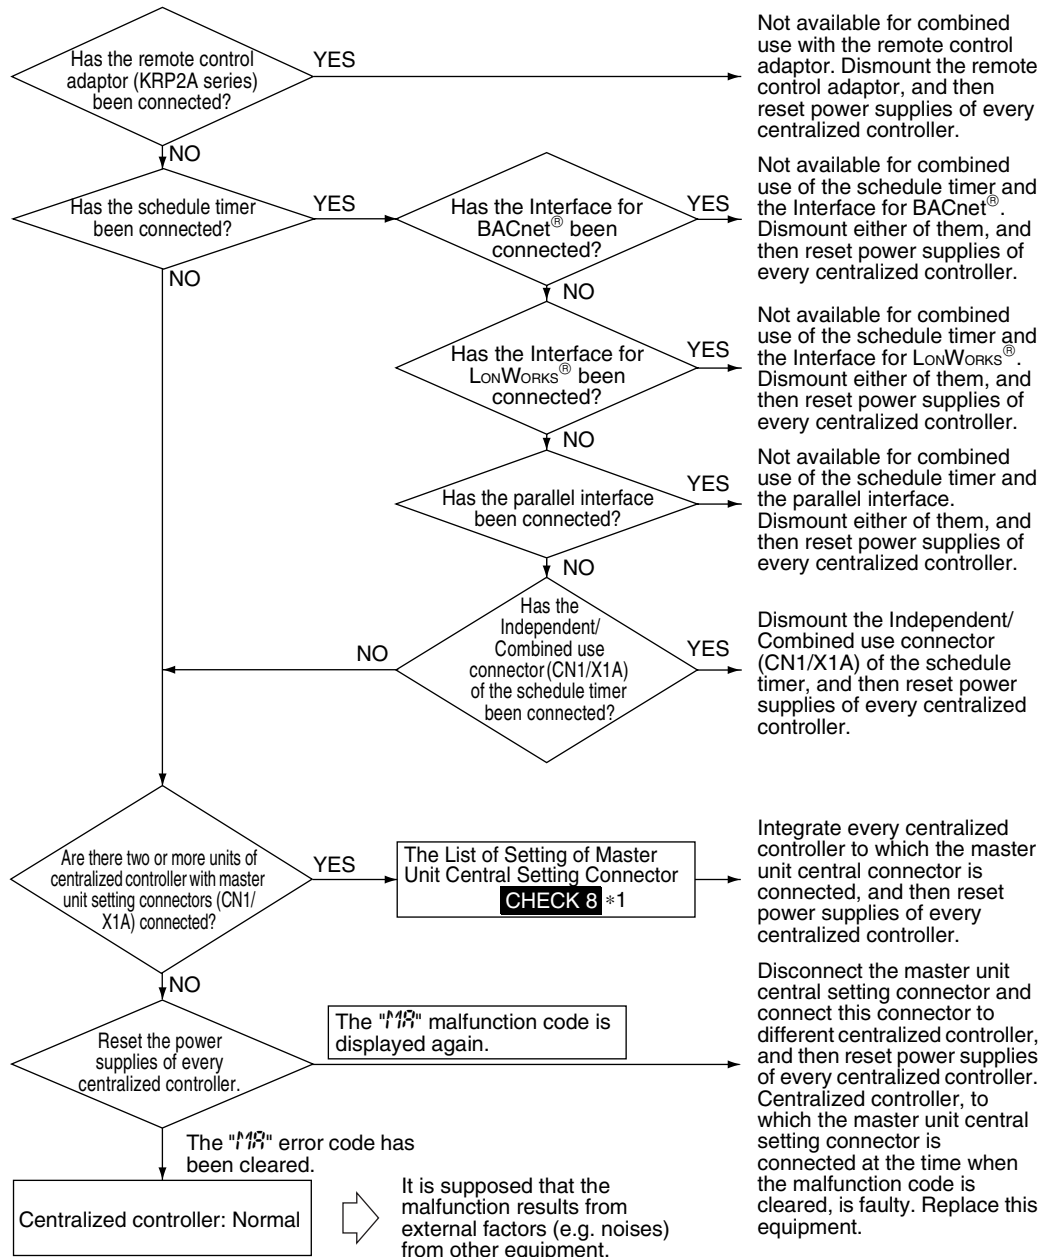 Has the remote control
adaptor (KRP2A series)
been connected?
YES
Not available for combined
use with the remote control
adaptor. Dismount the remote
control adaptor, and then
reset power supplies of every
centralized controller.
NO
Has the schedule timer
been connected?
YES
Has the Interface for
BACnet® been
connected?
YES
Not available for combined
use of the schedule timer and
the Interface for BACnet®.
Dismount either of them, and
then reset power supplies of
every centralized controller.
NO
NO
Has the Interface for
LONWORKS® been
connected?
YES
Not available for combined
use of the schedule timer and
the Interface for LONWORKS®.
Dismount either of them, and
then reset power supplies of
every centralized controller.
NO
Has the parallel interface
been connected?
YES
Not available for combined
use of the schedule timer and
the parallel interface.
Dismount either of them, and
then reset power supplies of
every centralized controller.
NO
Has the
Independent/
Combined use
connector (CN1/X1A)
of the schedule timer
been connected?
NO
YES
Dismount the Independent/
Combined use connector
(CN1/X1A) of the schedule
timer, and then reset power
supplies of every centralized
controller.
Are there two or more units of
centralized controller with master
unit setting connectors (CN1/
X1A) connected?
YES
The List of Setting of Master
Unit Central Setting Connector
CHECK 8 *1
Integrate every centralized
controller to which the master
unit central connector is
connected, and then reset
power supplies of every
centralized controller.
NO
Reset the power
supplies of every
centralized controller.
The "MA" malfunction code is
displayed again.
Disconnect the master unit
central setting connector and
connect this connector to
different centralized controller,
and then reset power supplies
of every centralized controller.
Centralized controller, to
which the master unit central
setting connector is
connected at the time when
the malfunction code is
cleared, is faulty. Replace this
equipment.
The "MA" error code has
been cleared.
Centralized controller: Normal
It is supposed that the
malfunction results from
external factors (e.g. noises)
from other equipment.